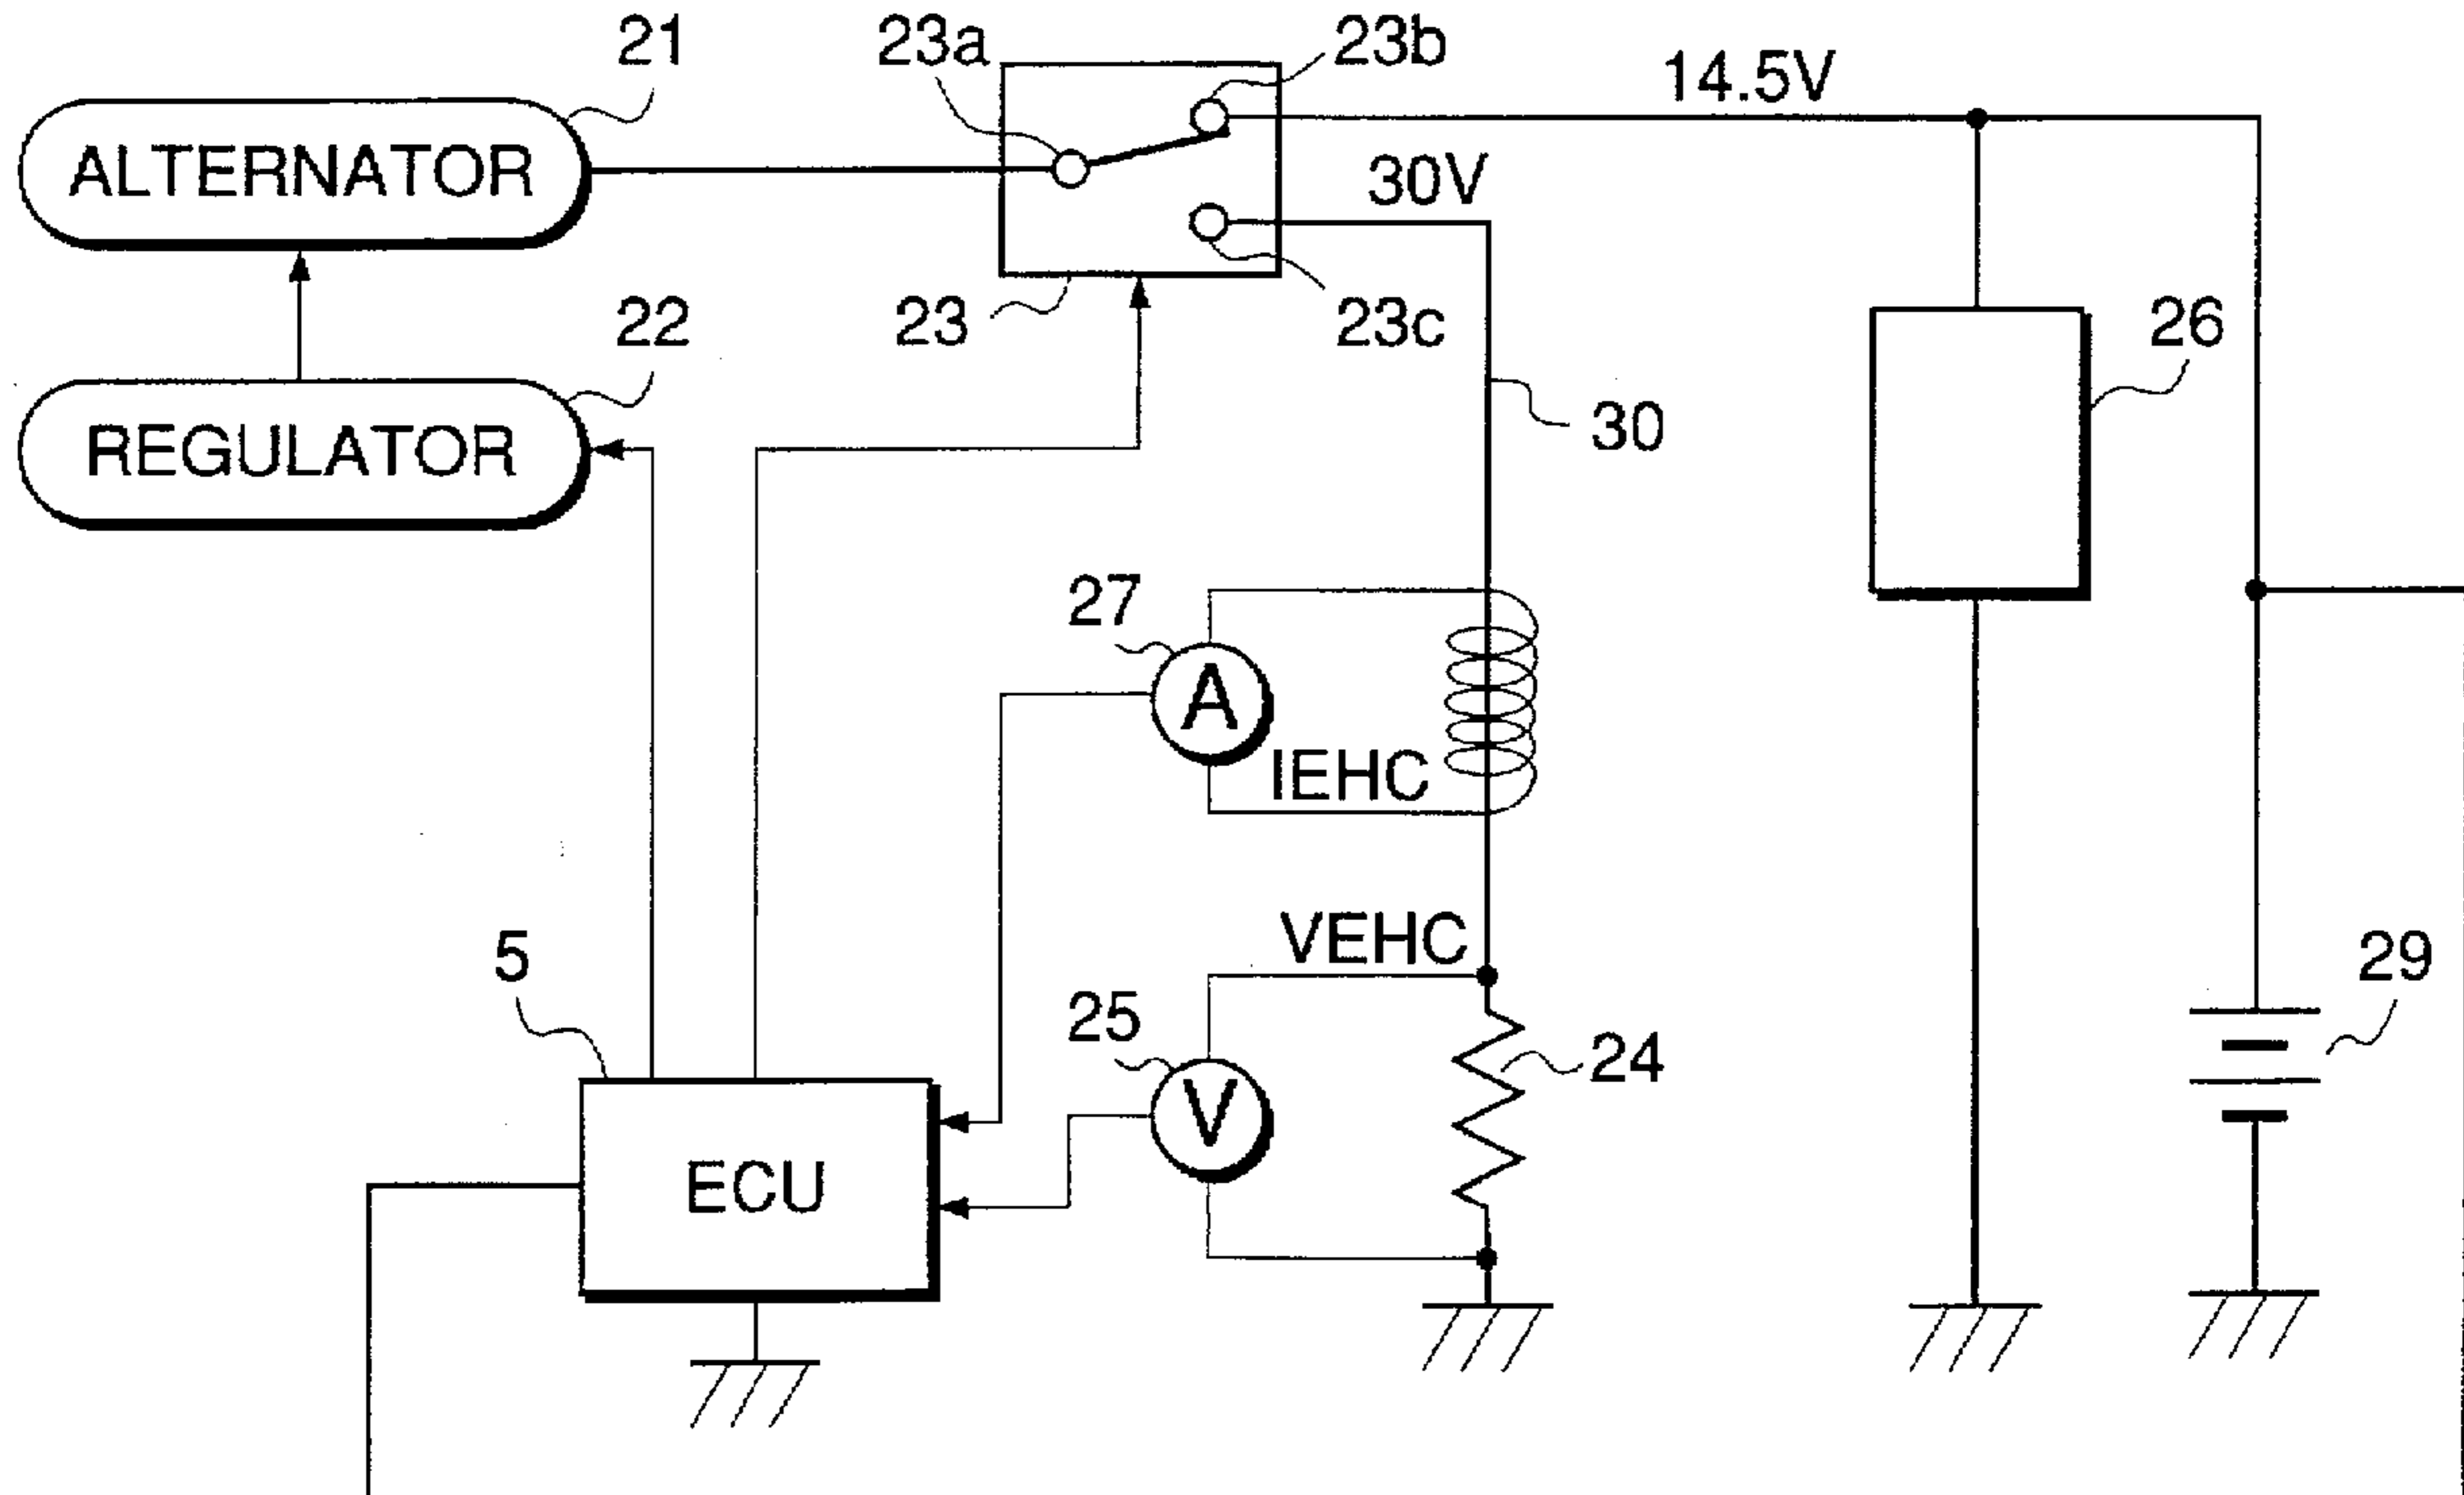 21
23a
23b
14.5V
ALTERNATOR
30V
22
23
23c
26
REGULATOR
30
27
A
IEHC
VEHC
5
25
29
V
24
ECU